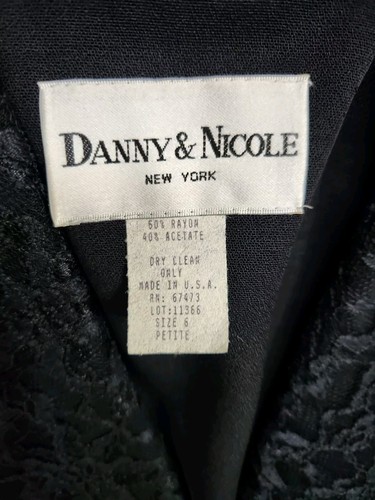 DANNY & NICOLE
NEW YORK
60% RAYON
40% ACETATE
DRY CLEAN
ONLY
MADE IN U.S.A.
RN: 67473
LOT:11366
SIZE 6
PETITE